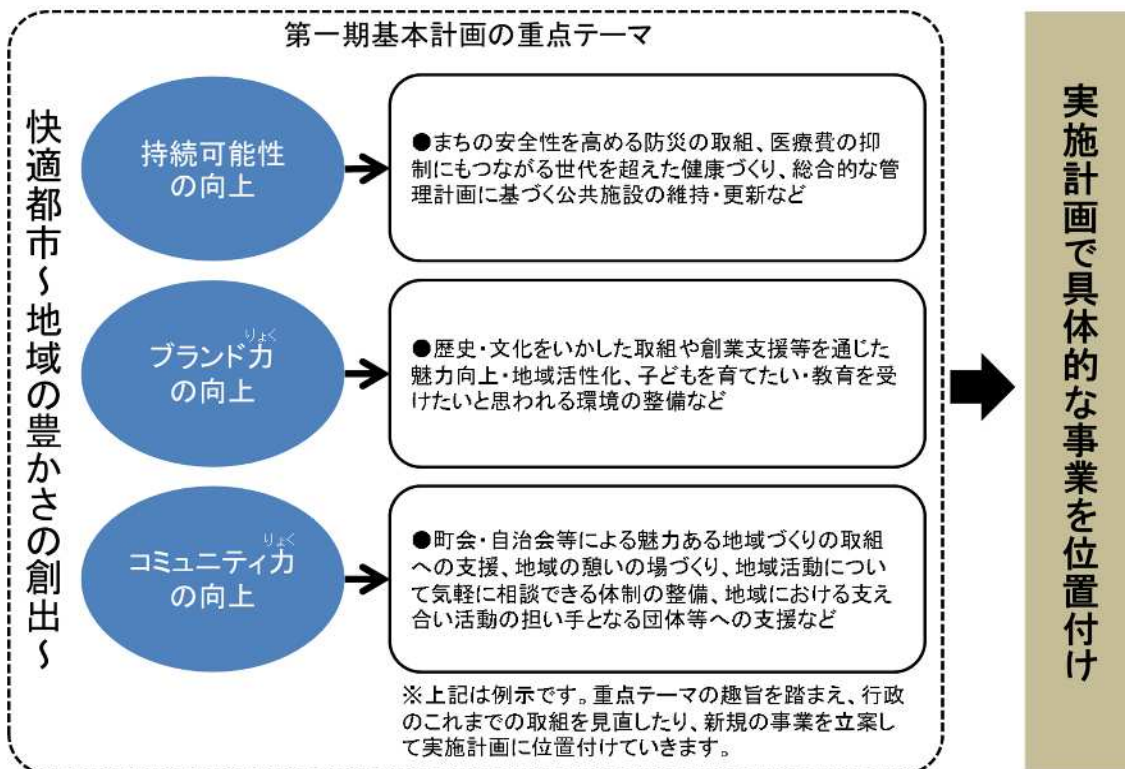 第一期基本計画の重点テーマ
快適都市～地域の豊かさの創出～
持続可能性
の向上
●まちの安全性を高める防災の取組、医療費の抑
制にもつながる世代を超えた健康づくり、総合的な管
理計画に基づく公共施設の維持・更新など
りょく
ブランド力
の向上
●歴史・文化をいかした取組や創業支援等を通じた
魅力向上・地域活性化、子どもを育てたい・教育を受
けたいと思われる環境の整備など
りょく
コミュニティ力
の向上
●町会・自治会等による魅力ある地域づくりの取組
への支援、地域の憩いの場づくり、地域活動につい
て気軽に相談できる体制の整備、地域における支え
合い活動の担い手となる団体等への支援など
※上記は例示です。重点テーマの趣旨を踏まえ、行政
のこれまでの取組を見直したり、新規の事業を立案し
て実施計画に位置付けていきます。
実施計画で具体的な事業を位置付け